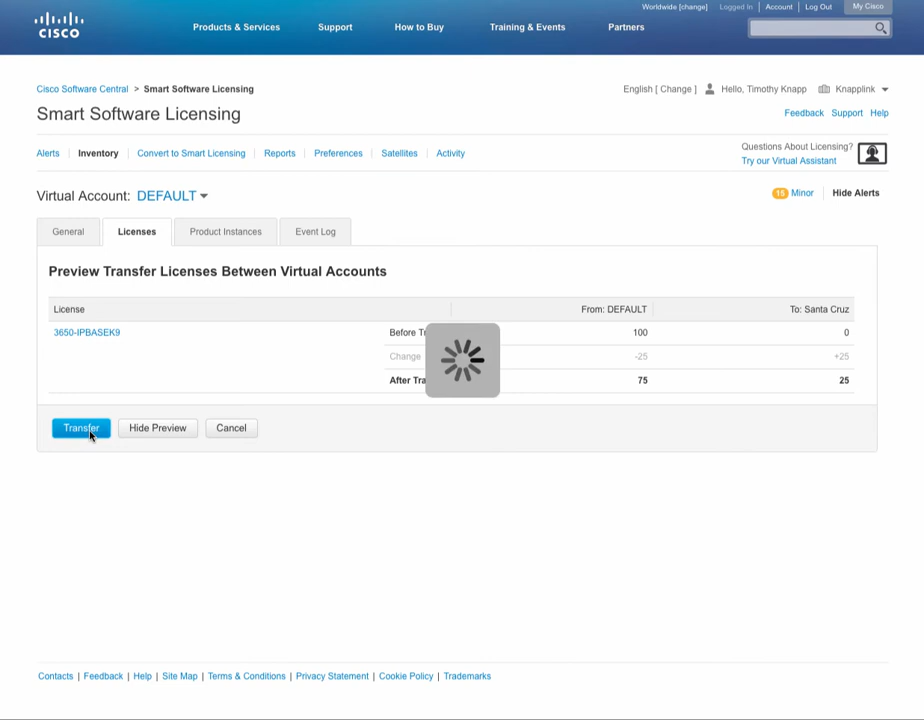 Worldwide [change] Logged In Account Log Out My Cisco
CISCO
Products & Services Support How to Buy Training & Events Partners
Cisco Software Central > Smart Software Licensing
English [ Change ] Hello, Timothy Knapp Knapplink
Smart Software Licensing
Feedback Support Help
Alerts Inventory Convert to Smart Licensing Reports Preferences Satellites Activity
Questions About Licensing?
Try our Virtual Assistant
Virtual Account: DEFAULT
15 Minor Hide Alerts
General Licenses Product Instances Event Log
Preview Transfer Licenses Between Virtual Accounts
License From: DEFAULT To: Santa Cruz
3650-IPBASEK9 Before 100 0
Change -25 +25
After 75 25
Transfer Hide Preview Cancel
Contacts | Feedback | Help | Site Map | Terms & Conditions | Privacy Statement | Cookie Policy | Trademarks